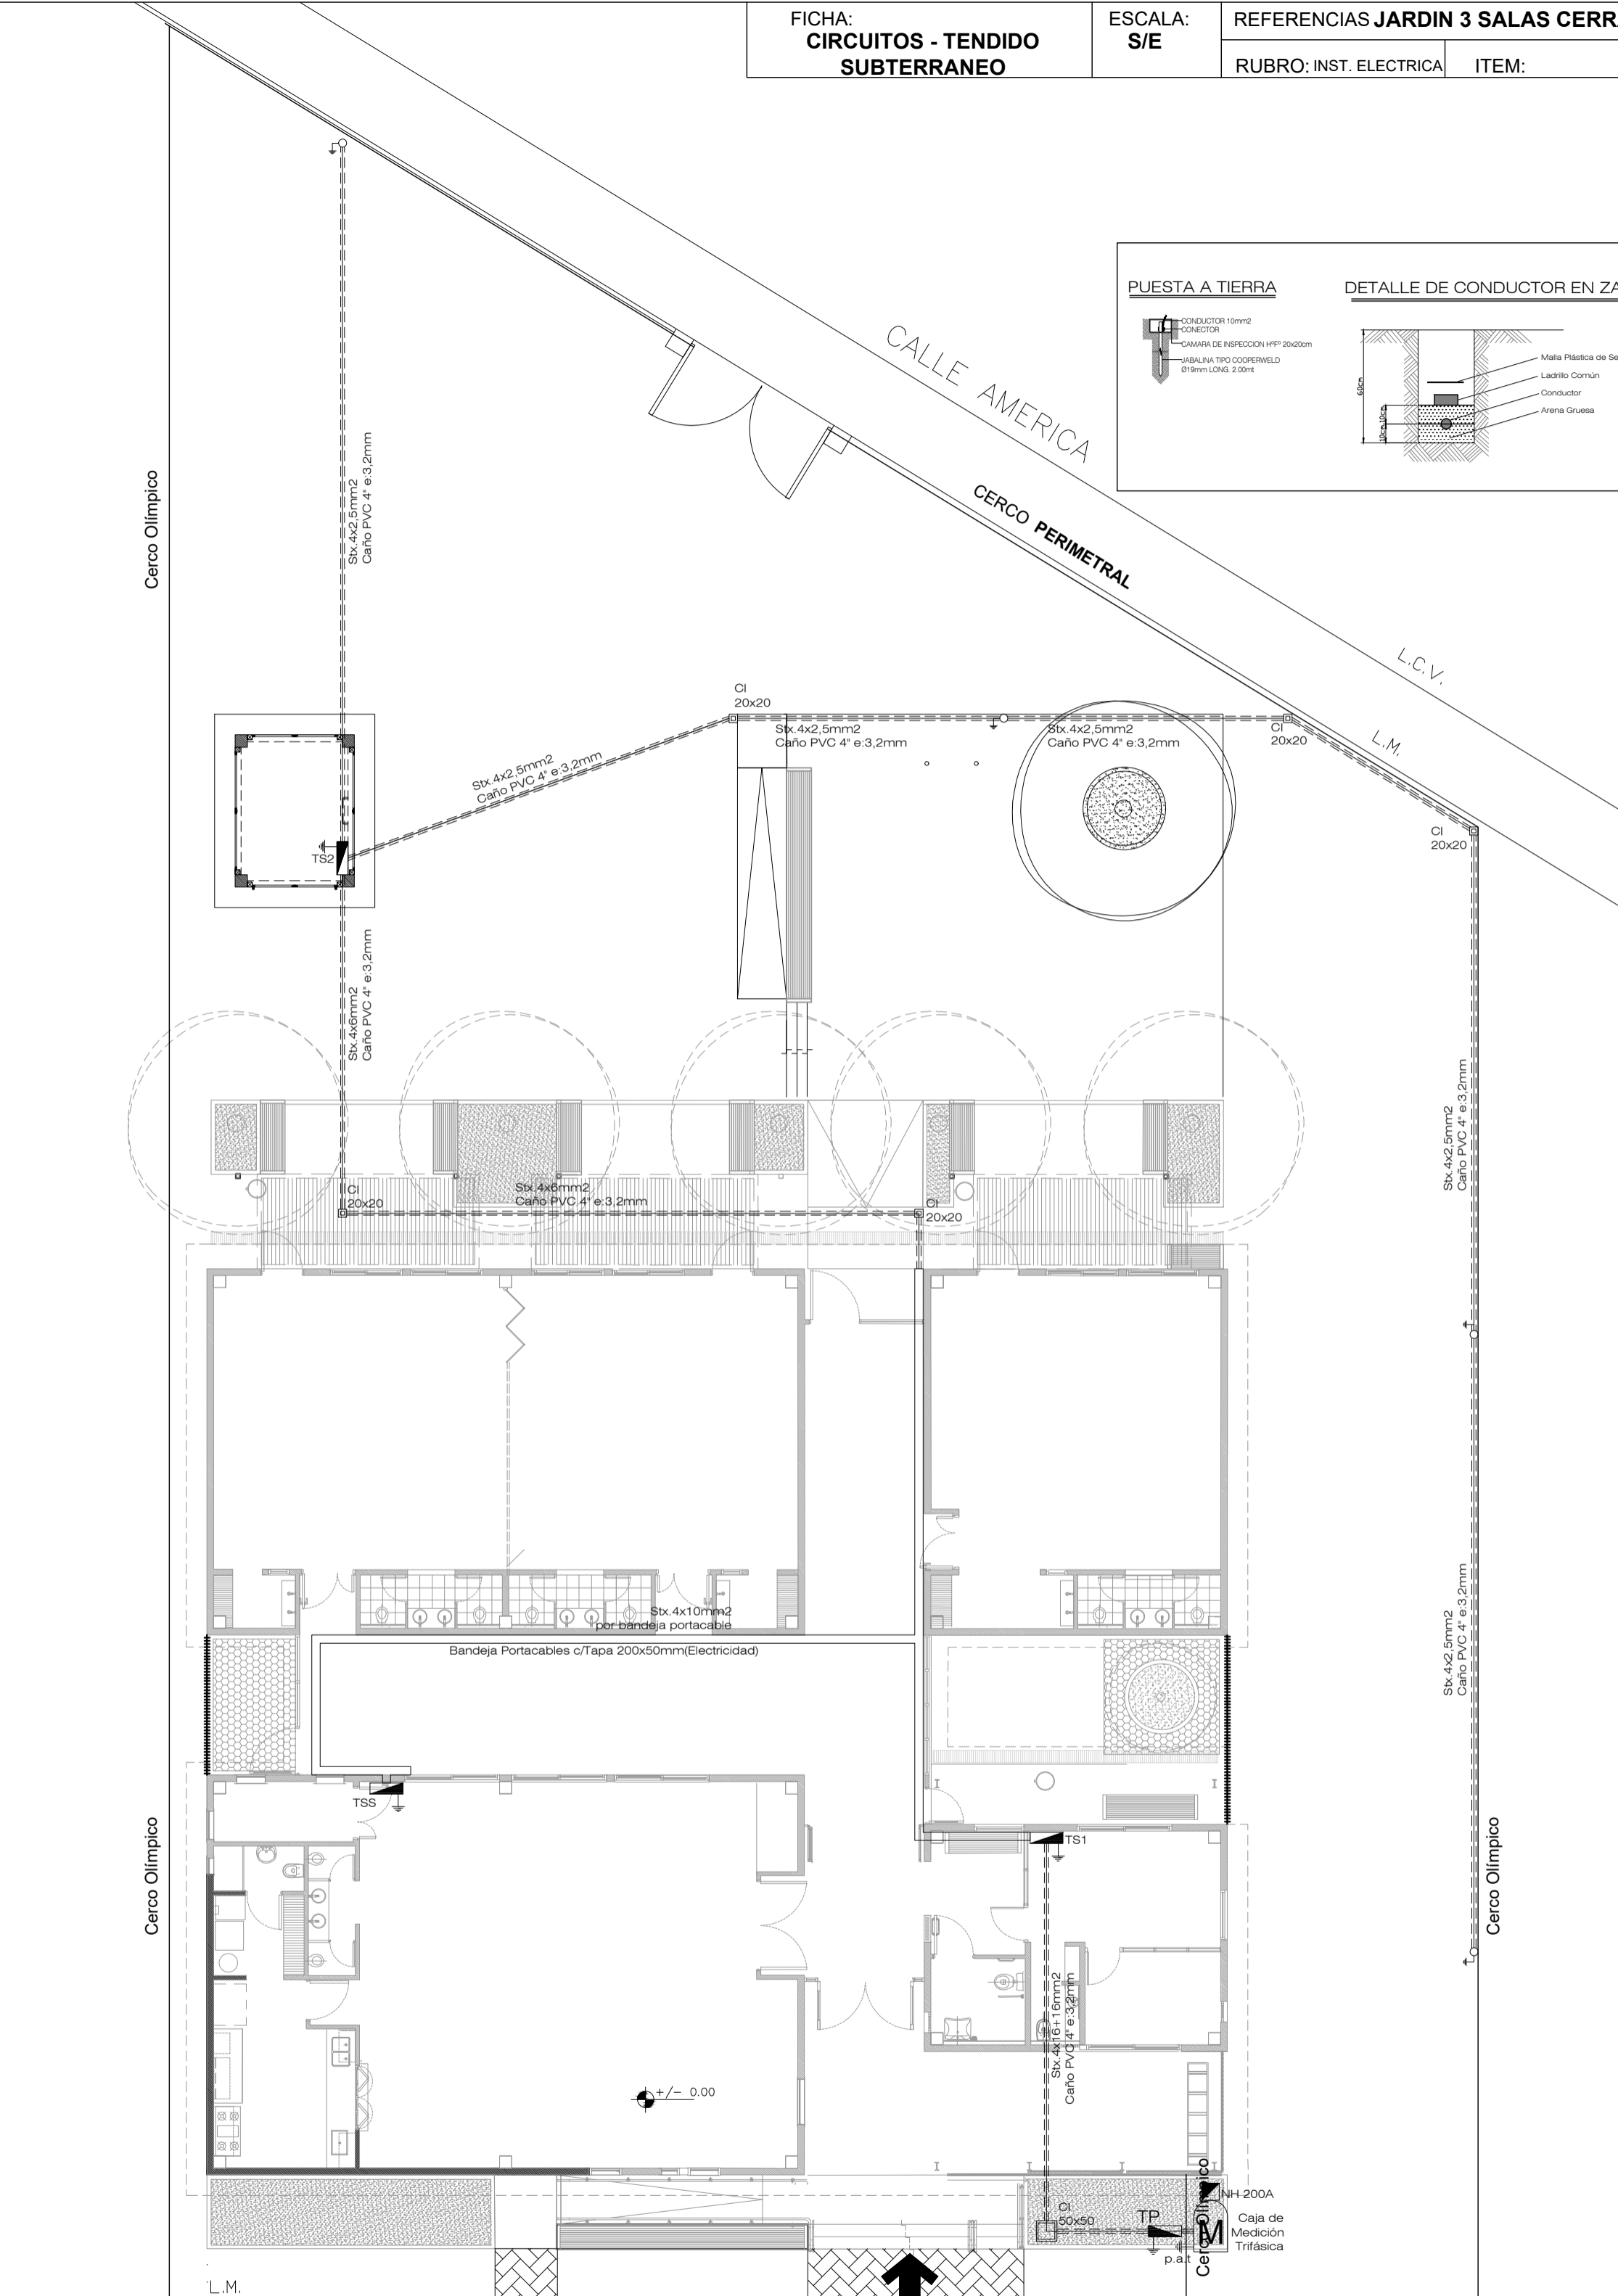 FICHA:
CIRCUITOS - TENDIDO
SUBTERRANEO
ESCALA:
S/E
REFERENCIAS JARDIN 3 SALAS
RUBRO: INST. ELECTRICA
ITEM:
PUESTA A TIERRA
CONDUCTOR 10mm2
CONECTOR
CAMARA DE INSPECCION HºFº 20x20cm
JABALINA TIPO COOPERWELD
Ø19mm LONG. 2.00mt
DETALLE DE CONDUCTOR EN
Malla Plástica de
Ladrillo Común
Conductor
Arena Gruesa
60cm
10cm
10cm
CALLE AMERICA
CERCO PERIMETRAL
L.C.V.
L.M.
Cerco Olímpico
Stx.4x2,5mm2
Caño PVC 4" e:3,2mm
CI
20x20
Stx.4x2,5mm2
Caño PVC 4" e:3,2mm
Stx.4x2,5mm2
Caño PVC 4" e:3,2mm
CI
20x20
Stx.4x2,5mm2
Caño PVC 4" e:3,2mm
CI
20x20
TS2
Stx.4x6mm2
Caño PVC 4" e:3,2mm
Stx.4x2,5mm2
Caño PVC 4" e:3,2mm
CI
20x20
Stx.4x6mm2
Caño PVC 4" e:3,2mm
CI
20x20
Stx.4x10mm2
por bandeja portacable
Bandeja Portacables c/Tapa 200x50mm(Electricidad)
Stx.4x2,5mm2
Caño PVC 4" e:3,2mm
TSS
TS1
Cerco Olímpico
Cerco Olímpico
Stx.4x16+16mm2
Caño PVC 4" e:3,2mm
+/- 0.00
Cerco Olímpico
NH 200A
CI
50x50
TP
M
Caja de
Medición
Trifásica
p.a.t
L.M.